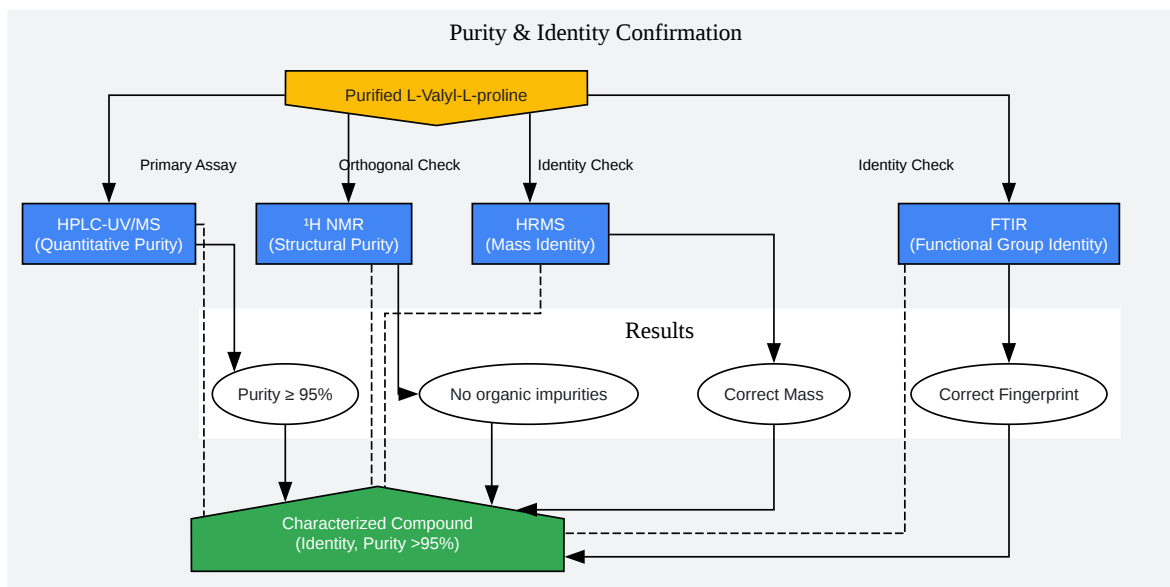 Purity & Identity Confirmation
Purified L-Valyl-L-proline
Primary Assay
Orthogonal Check
Identity Check
Identity Check
HPLC-UV/MS
(Quantitative Purity)
¹H NMR
(Structural Purity)
HRMS
(Mass Identity)
FTIR
(Functional Group Identity)
Results
Purity ≥ 95%
No organic impurities
Correct Mass
Correct Fingerprint
Characterized Compound
(Identity, Purity >95%)